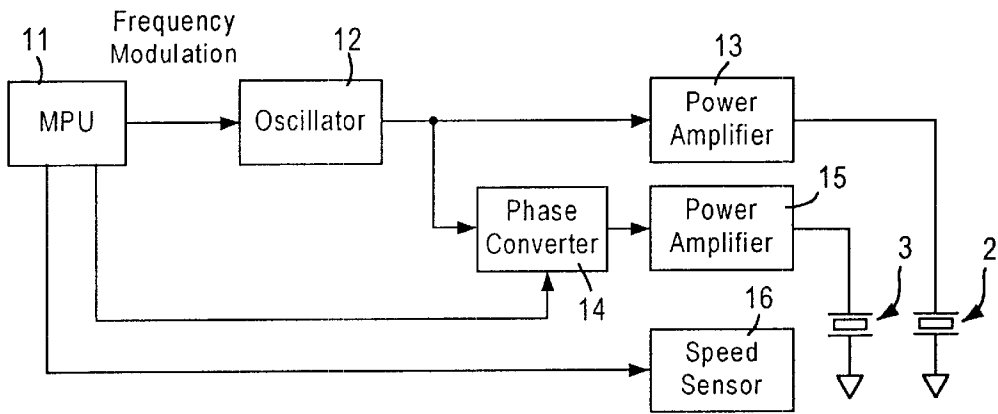 Frequency
Modulation
11
12
13
MPU
Oscillator
Power
Amplifier
15
Phase
Converter
14
Power
Amplifier
3
2
16
Speed
Sensor